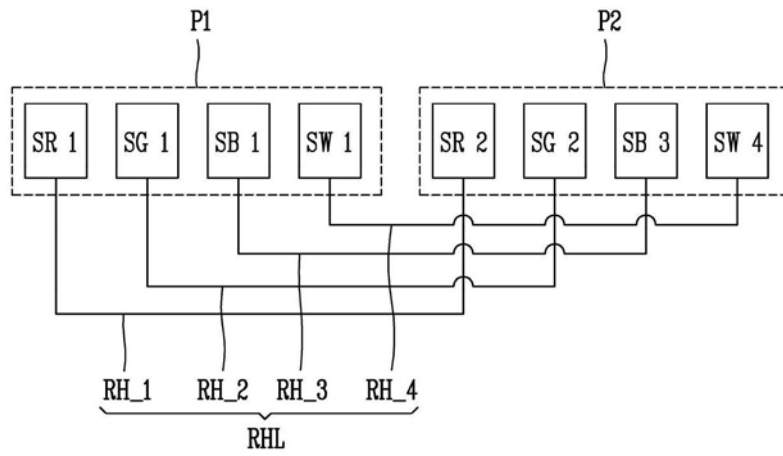 P1 P2
SR 1 SG 1 SB 1 SW 1 SR 2 SG 2 SB 3 SW 4
RH_1 RH_2 RH_3 RH_4
RHL